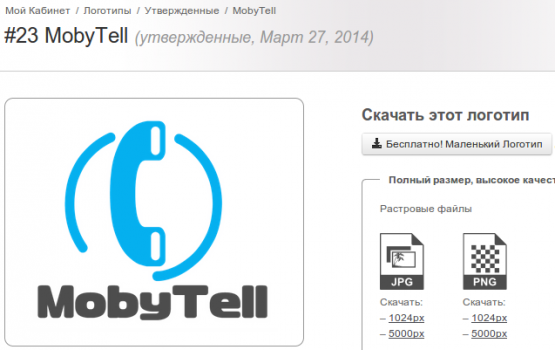 Мой Кабинет / Логотипы / Утвержденные / MobyTell
#23 MobyTell (утвержденные, Март 27, 2014)
MobyTell
Скачать этот логотип
Бесплатно! Маленький Логотип
Полный размер, высокое качест
Растровые файлы
JPG PNG
Скачать: Скачать:
– 1024px – 1024px
– 5000px – 5000px